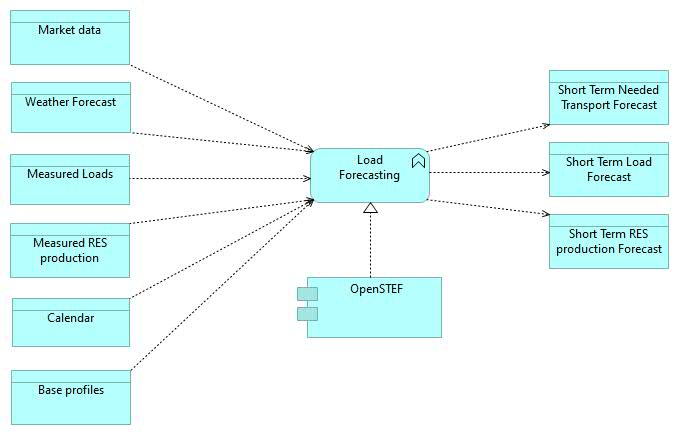 Market data
Weather Forecast
Measured Loads
Measured RES
production
Calendar
Base profiles
Load
Forecasting
OpenSTEF
Short Term Needed
Transport Forecast
Short Term Load
Forecast
Short Term RES
production Forecast